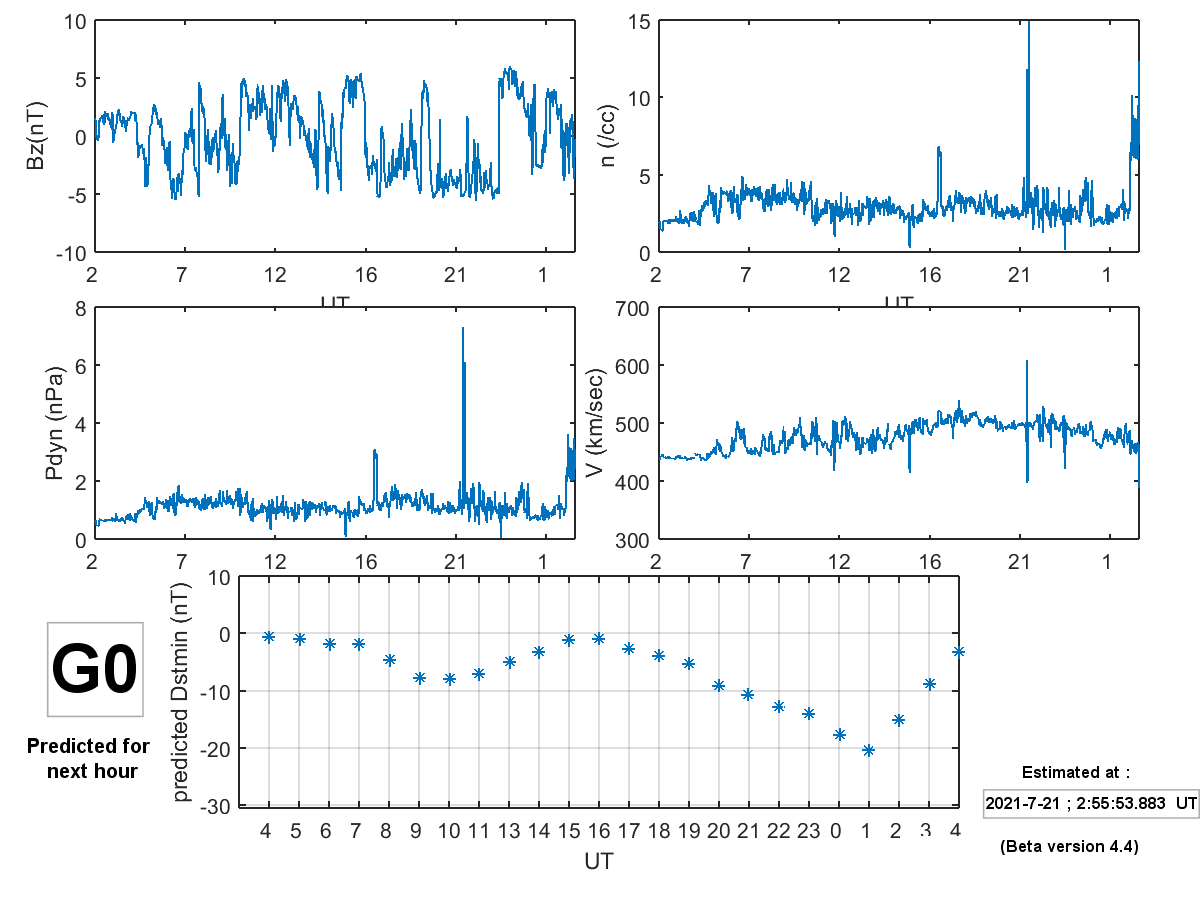 10
5
0
-5
-10
Bz(nT)
2 7 12 16 21 1
UT
15
10
5
0
n (/cc)
2 7 12 16 21 1
UT
8
6
4
2
0
Pdyn (nPa)
2 7 12 16 21 1
700
600
500
400
300
V (km/sec)
2 7 12 16 21 1
10
0
-10
-20
-30
predicted Dstmin (nT)
4 5 6 7 8 9 10 11 13 14 15 16 17 18 19 20 21 22 23 0 1 2 3 4
UT
G0
Predicted for
next hour
Estimated at :
2021-7-21 ; 2:55:53.883 UT
(Beta version 4.4)